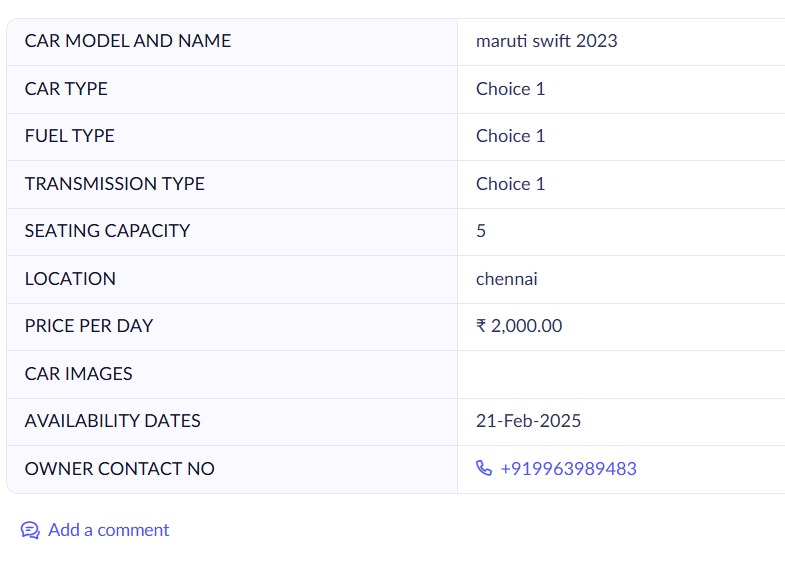 CAR MODEL AND NAME maruti swift 2023
CAR TYPE Choice 1
FUEL TYPE Choice 1
TRANSMISSION TYPE Choice 1
SEATING CAPACITY 5
LOCATION chennai
PRICE PER DAY ₹ 2,000.00
CAR IMAGES
AVAILABILITY DATES 21-Feb-2025
OWNER CONTACT NO +919963989483
Add a comment